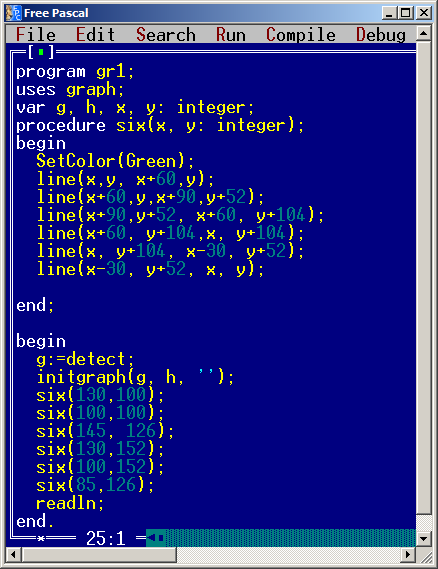 Free Pascal
File Edit Search Run Compile Debug
[■]
program gr1;
uses graph;
var g, h, x, y: integer;
procedure six(x, y: integer);
begin
  SetColor(Green);
  line(x,y, x+60,y);
  line(x+60,y,x+90,y+52);
  line(x+90,y+52, x+60, y+104);
  line(x+60, y+104,x, y+104);
  line(x, y+104, x-30, y+52);
  line(x-30, y+52, x, y);

end;

begin
  g:=detect;
  initgraph(g, h, '');
  six(130,100);
  six(100,100);
  six(145, 126);
  six(130,152);
  six(100,152);
  six(85,126);
  readln;
end.
* 25:1